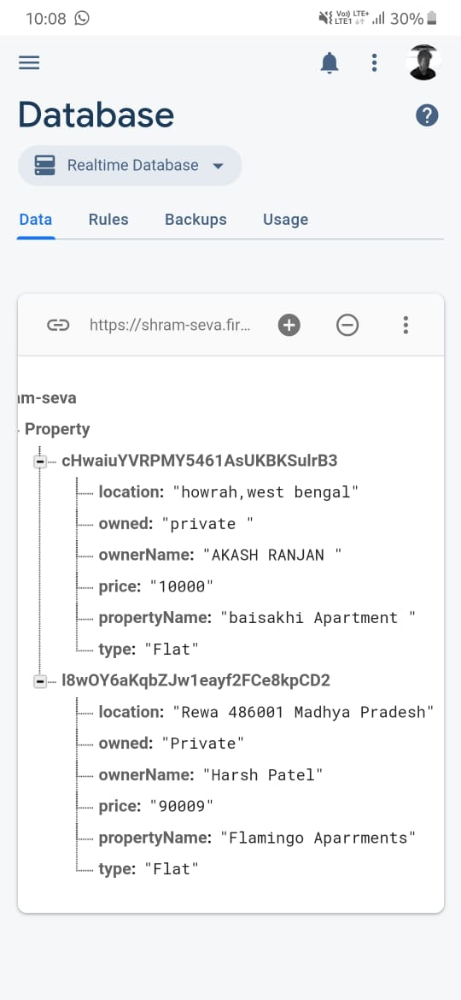 10:08
Vo)) LTE+
LTE1
30%
Database
Realtime Database
Data Rules Backups Usage
https://shram-seva.fir...
am-seva
Property
cHwaiuYVRPMY5461AsUKBKSulrB3
location: "howrah,west bengal"
owned: "private "
ownerName: "AKASH RANJAN "
price: "10000"
propertyName: "baisakhi Apartment "
type: "Flat"
l8wOY6aKqbZJw1eayf2FCe8kpCD2
location: "Rewa 486001 Madhya Pradesh"
owned: "Private"
ownerName: "Harsh Patel"
price: "90009"
propertyName: "Flamingo Aparrments"
type: "Flat"